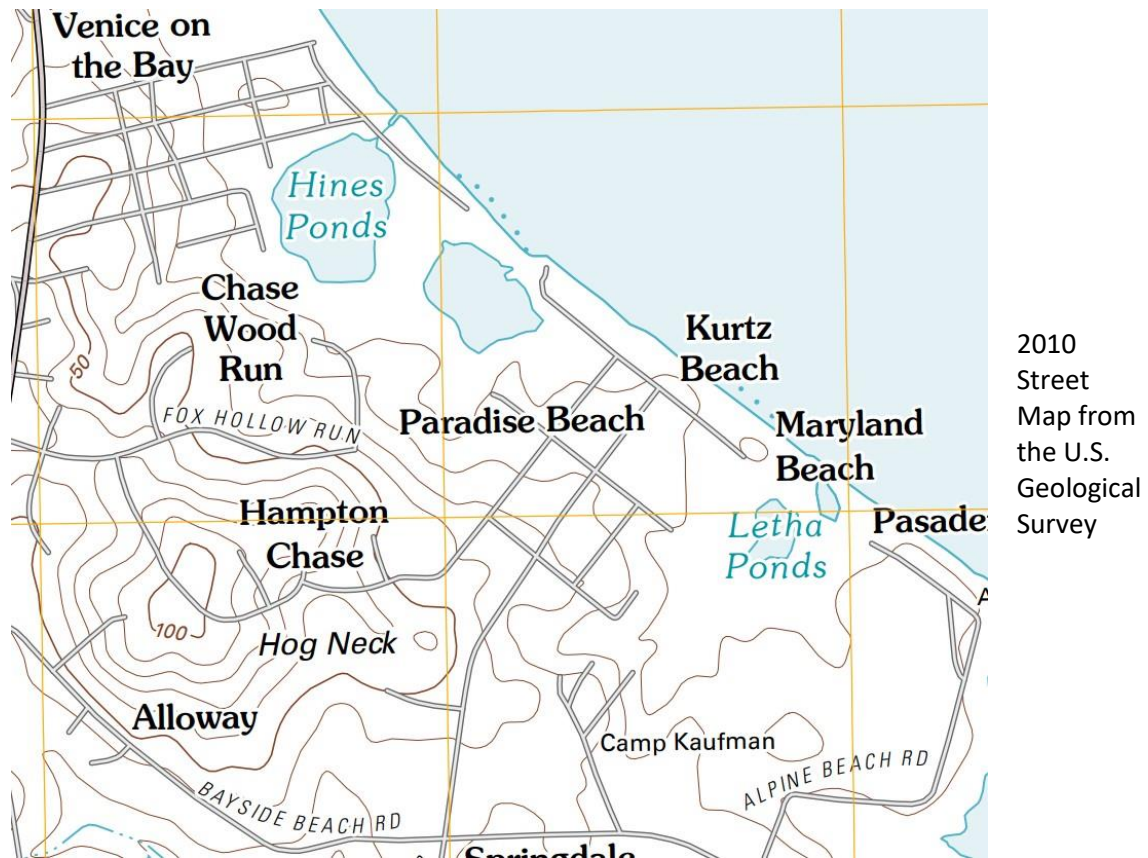 Venice on
the Bay
Hines
Ponds
Chase
Wood
Run
Kurtz
Beach
50
FOX HOLLOW RUN
Paradise Beach
Maryland
Beach
Hampton
Chase
Letha
Ponds
Pasade
A
100
Hog Neck
Alloway
Camp Kaufman
BAYSIDE BEACH RD
ALPINE BEACH RD
Springdale
2010
Street
Map from
the U.S.
Geological
Survey